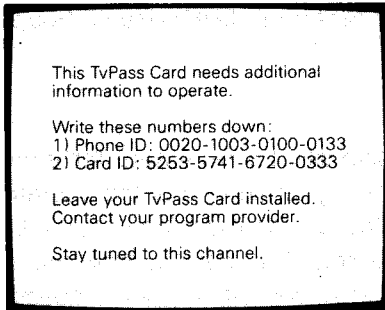 This TvPass Card needs additional
information to operate.
Write these numbers down:
1) Phone ID: 0020-1003-0100-0133
2) Card ID: 5253-5741-6720-0333
Leave your TvPass Card installed.
Contact your program provider.
Stay tuned to this channel.